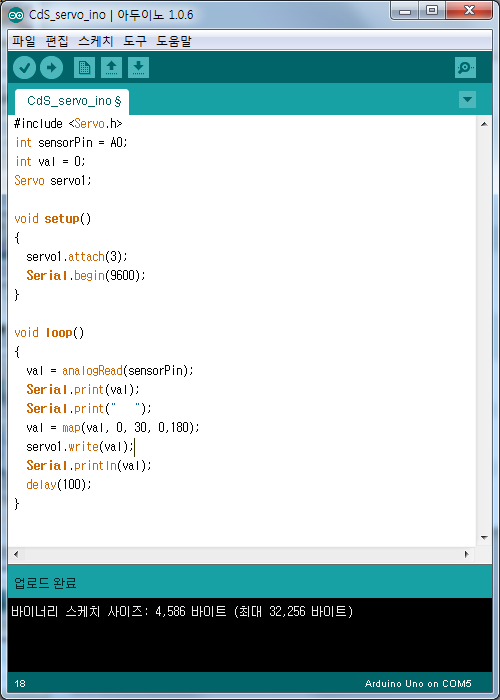 CdS_servo_ino | 아두이노 1.0.6
파일 편집 스케치 도구 도움말
CdS_servo_ino §
#include <Servo.h>
int sensorPin = A0;
int val = 0;
Servo servo1;
void setup()
{
servo1.attach(3);
Serial.begin(9600);
}
void loop()
{
val = analogRead(sensorPin);
Serial.print(val);
Serial.print("   ");
val = map(val, 0, 30, 0,180);
servo1.write(val);
Serial.println(val);
delay(100);
}
업로드 완료
바이너리 스케치 사이즈: 4,586 바이트 (최대 32,256 바이트)
18 Arduino Uno on COM5